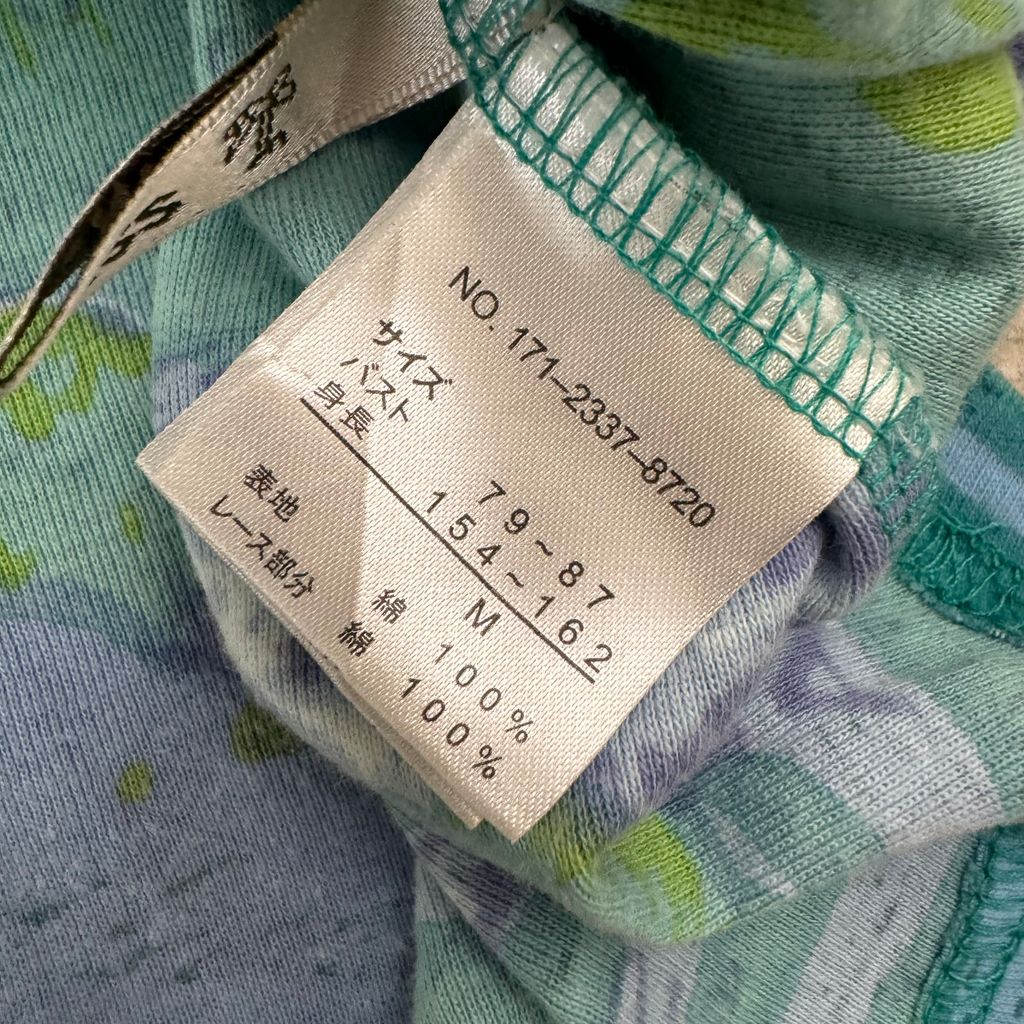 NO. 171-2337-8720
サイズ
バスト 79~87
身長 154~162
M
表地 綿 100%
レース部分 綿 100%